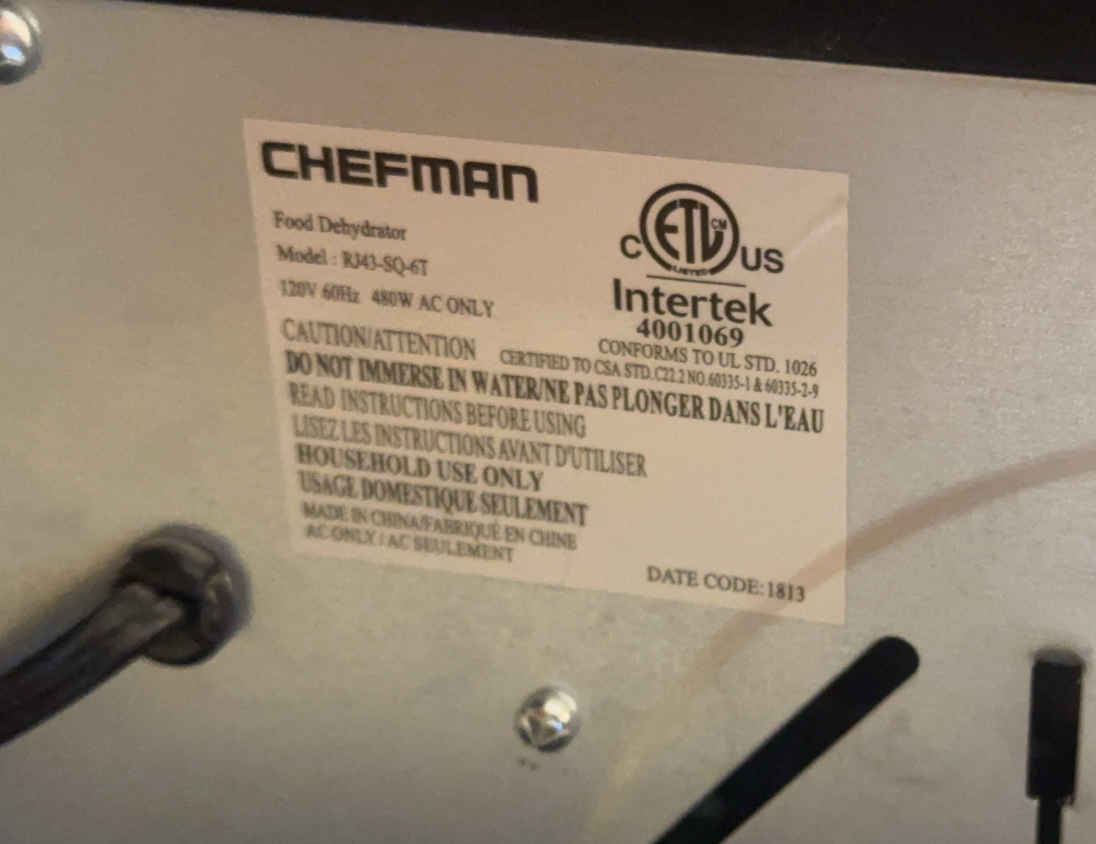 CHEFMAN
Food Dehydrator
Model : RJ43-SQ-6T
120V 60Hz 480W AC ONLY
C ETL CM US
LISTED
Intertek
4001069
CONFORMS TO UL STD. 1026
CERTIFIED TO CSA STD.C22.2 NO.60335-1 & 60335-2-9
CAUTION/ATTENTION
DO NOT IMMERSE IN WATER/NE PAS PLONGER DANS L'EAU
READ INSTRUCTIONS BEFORE USING
LISEZ LES INSTRUCTIONS AVANT D'UTILISER
HOUSEHOLD USE ONLY
USAGE DOMESTIQUE SEULEMENT
MADE IN CHINA/FABRIQUÉ EN CHINE
AC ONLY / AC SEULEMENT
DATE CODE:1813